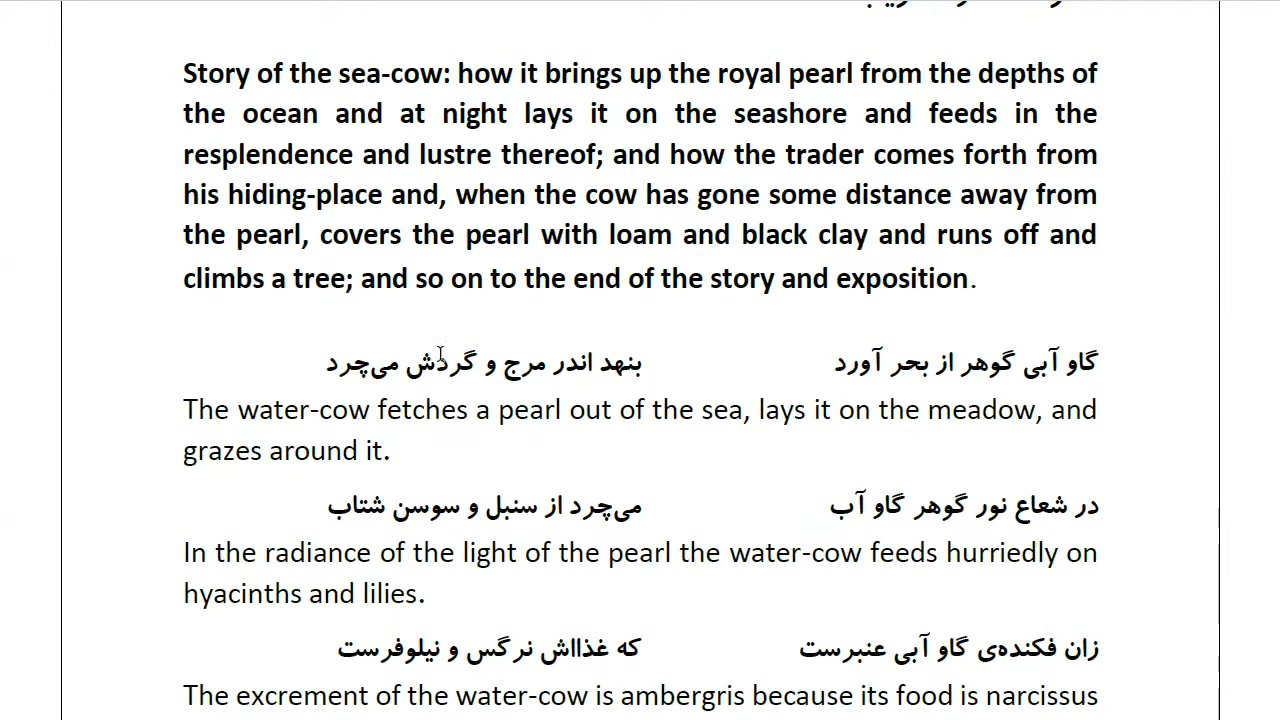 Story of the sea-cow: how it brings up the royal pearl from the depths of
the ocean and at night lays it on the seashore and feeds in the
resplendence and lustre thereof; and how the trader comes forth from
his hiding-place and, when the cow has gone some distance away from
the pearl, covers the pearl with loam and black clay and runs off and
climbs a tree; and so on to the end of the story and exposition.
گاو آبی گوهر از بحر آورد بنهد اندر مرج و گردش می‌چرد
The water-cow fetches a pearl out of the sea, lays it on the meadow, and
grazes around it.
در شعاع نور گوهر گاو آب می‌چرد از سنبل و سوسن شتاب
In the radiance of the light of the pearl the water-cow feeds hurriedly on
hyacinths and lilies.
زان فکنده‌ی گاو آبی عنبرست که غذااش نرگس و نیلوفرست
The excrement of the water-cow is ambergris because its food is narcissus